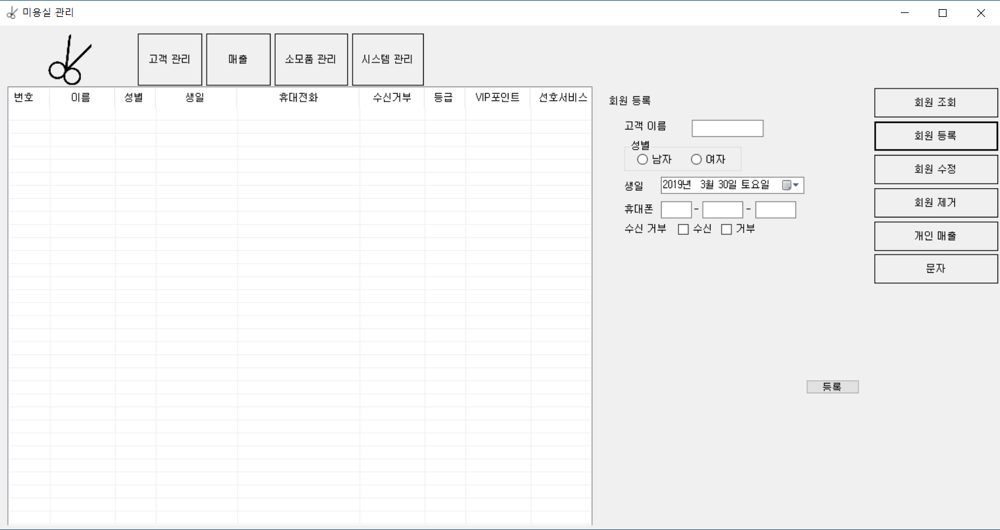 미용실 관리
고객 관리 매출 소모품 관리 시스템 관리
번호 이름 성별 생일 휴대전화 수신거부 등급 VIP포인트 선호서비스
회원 등록
고객 이름
성별
남자 여자
생일 2019년 3월 30일 토요일
휴대폰 - -
수신 거부 수신 거부
등록
회원 조회
회원 등록
회원 수정
회원 제거
개인 매출
문자